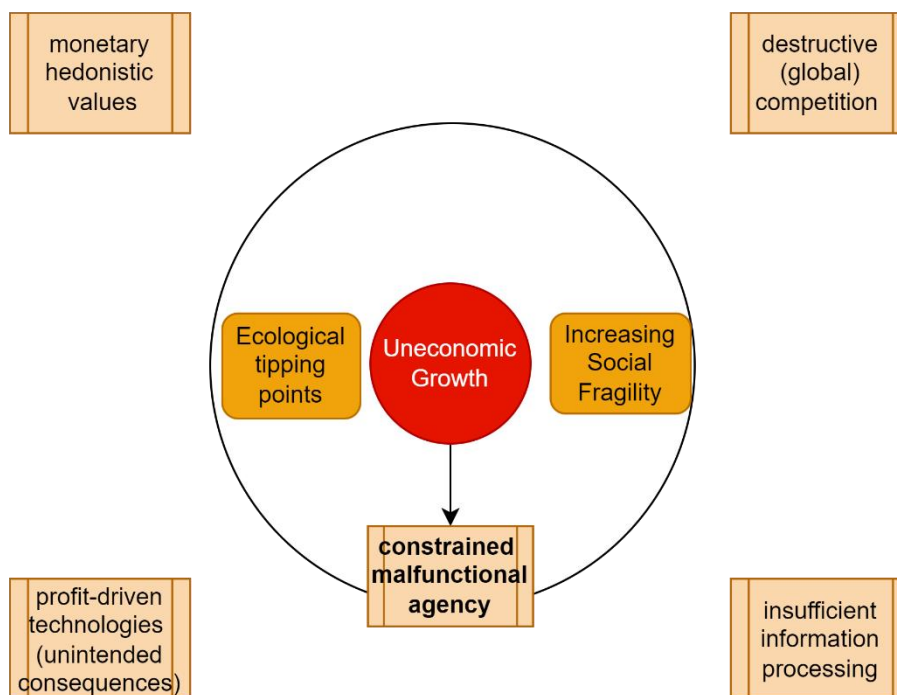 monetary
hedonistic
values
destructive
(global)
competition
Ecological
tipping
points
Uneconomic
Growth
Increasing
Social
Fragility
constrained
malfunctional
agency
profit-driven
technologies
(unintended
consequences)
insufficient
information
processing